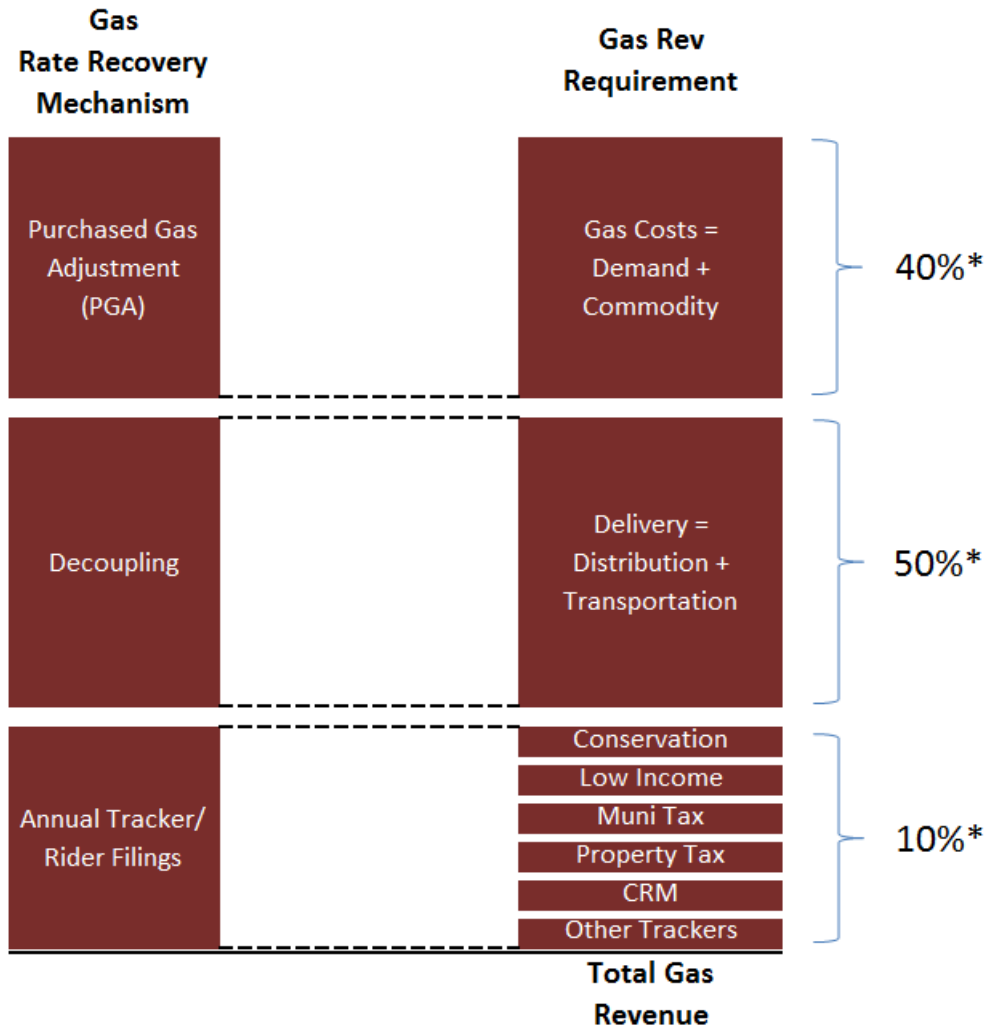 Gas
Rate Recovery
Mechanism
Gas Rev
Requirement
Purchased Gas
Adjustment
(PGA)
Gas Costs =
Demand +
Commodity
40%*
Decoupling
Delivery =
Distribution +
Transportation
50%*
Annual Tracker/
Rider Filings
Conservation
Low Income
Muni Tax
Property Tax
CRM
Other Trackers
10%*
Total Gas
Revenue